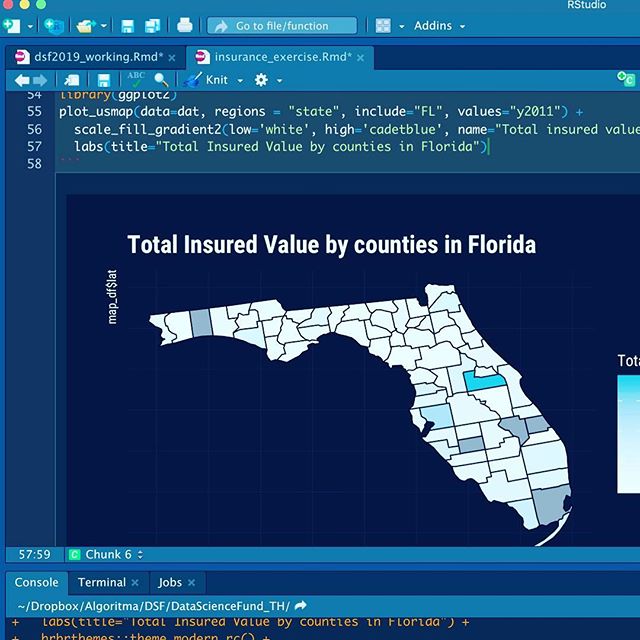 RStudio
Go to file/function
Addins
dsf2019_working.Rmd* insurance_exercise.Rmd*
ABC Knit
54 library(ggplot2)
55 plot_usmap(data=dat, regions = "state", include="FL", values="y2011") +
56 scale_fill_gradient2(low='white', high='cadetblue', name="Total insured value
57 labs(title="Total Insured Value by counties in Florida")
58 ```
Total Insured Value by counties in Florida
map_df$lat
Tota
57:59 C Chunk 6
Console Terminal Jobs
~/Dropbox/Algoritma/DSF/DataScienceFund_TH/
+ labs(title="Total Insured Value by counties in Florida") +
+ hrbrthemes::theme_modern_rc() +